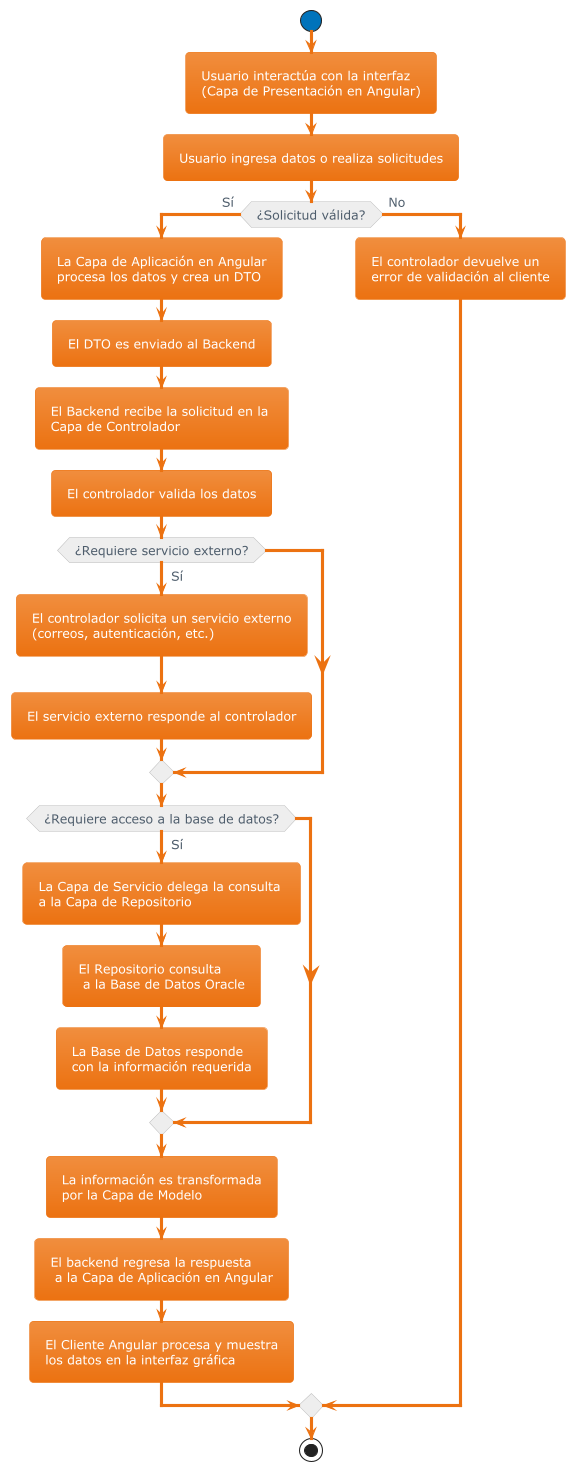 Usuario interactúa con la interfaz
(Capa de Presentación en Angular)
Usuario ingresa datos o realiza solicitudes
¿Solicitud válida?
Sí
No
La Capa de Aplicación en Angular
procesa los datos y crea un DTO
El DTO es enviado al Backend
El Backend recibe la solicitud en la
Capa de Controlador
El controlador valida los datos
¿Requiere servicio externo?
Sí
El controlador solicita un servicio externo
(correos, autenticación, etc.)
El servicio externo responde al controlador
¿Requiere acceso a la base de datos?
Sí
La Capa de Servicio delega la consulta
a la Capa de Repositorio
El Repositorio consulta
a la Base de Datos Oracle
La Base de Datos responde
con la información requerida
La información es transformada
por la Capa de Modelo
El backend regresa la respuesta
a la Capa de Aplicación en Angular
El Cliente Angular procesa y muestra
los datos en la interfaz gráfica
El controlador devuelve un
error de validación al cliente